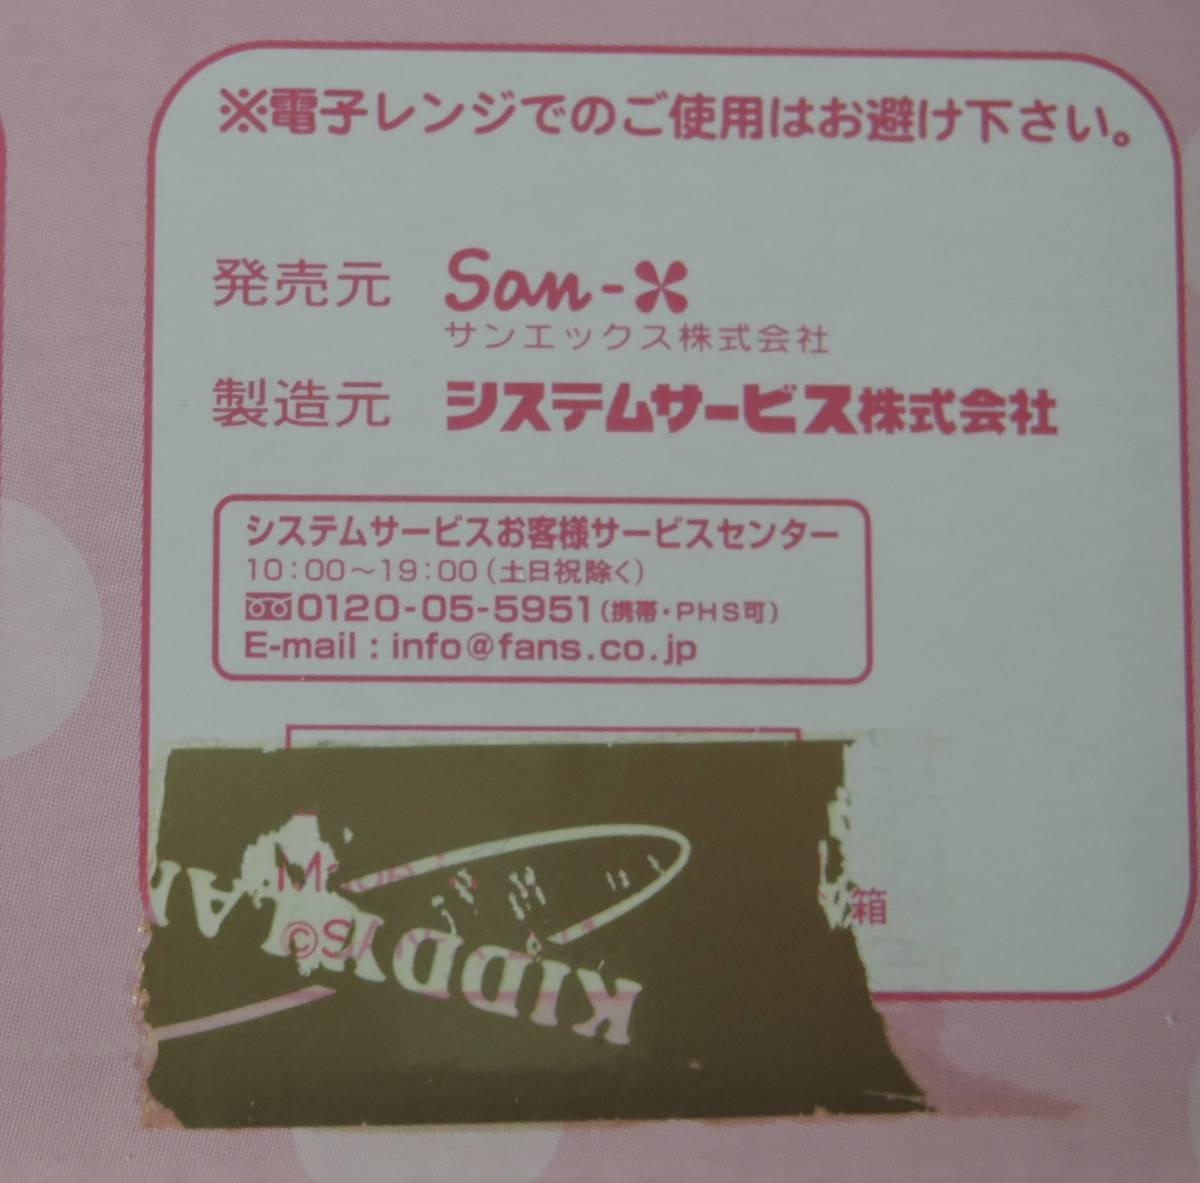 ※電子レンジでのご使用はお避け下さい。
発売元 San-X
サンエックス株式会社
製造元 システムサービス株式会社
システムサービスお客様サービスセンター
10:00～19:00（土日祝除く）
0120-05-5951（携帯・PHS可）
E-mail : info@fans.co.jp
箱
KIDDYLAN